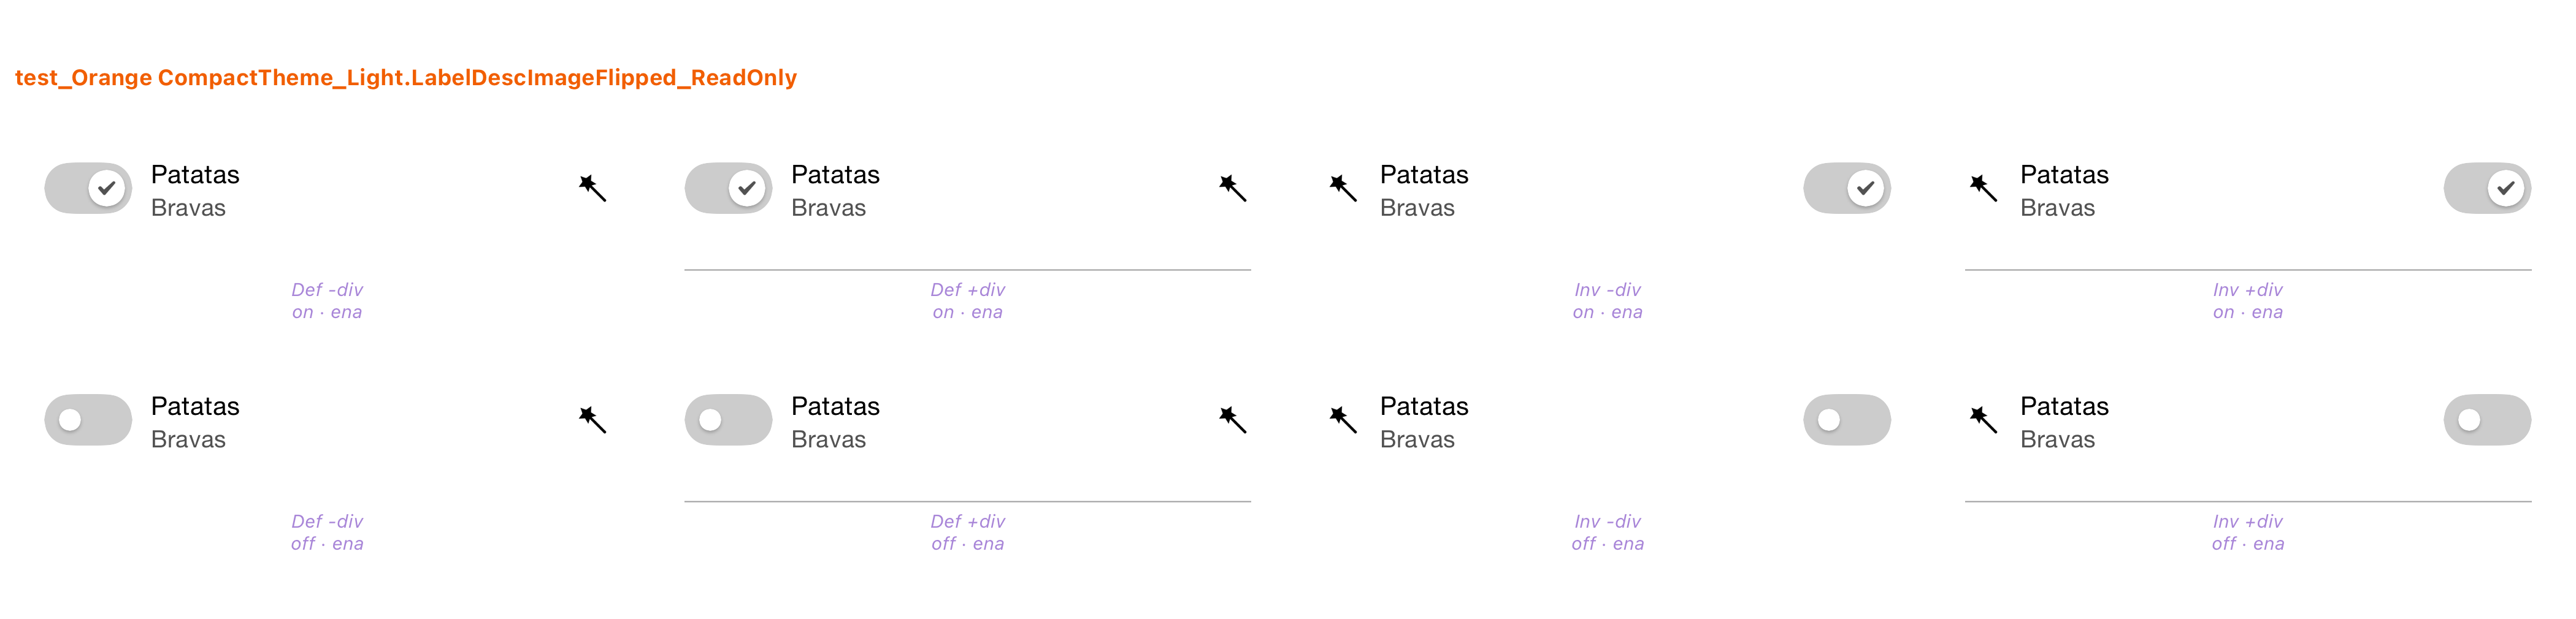 test_Orange CompactTheme_Light.LabelDescImageFlipped_ReadOnly
Patatas
Bravas
Def -div
on · ena
Patatas
Bravas
Def +div
on · ena
Patatas
Bravas
Inv -div
on · ena
Patatas
Bravas
Inv +div
on · ena
Patatas
Bravas
Def -div
off · ena
Patatas
Bravas
Def +div
off · ena
Patatas
Bravas
Inv -div
off · ena
Patatas
Bravas
Inv +div
off · ena